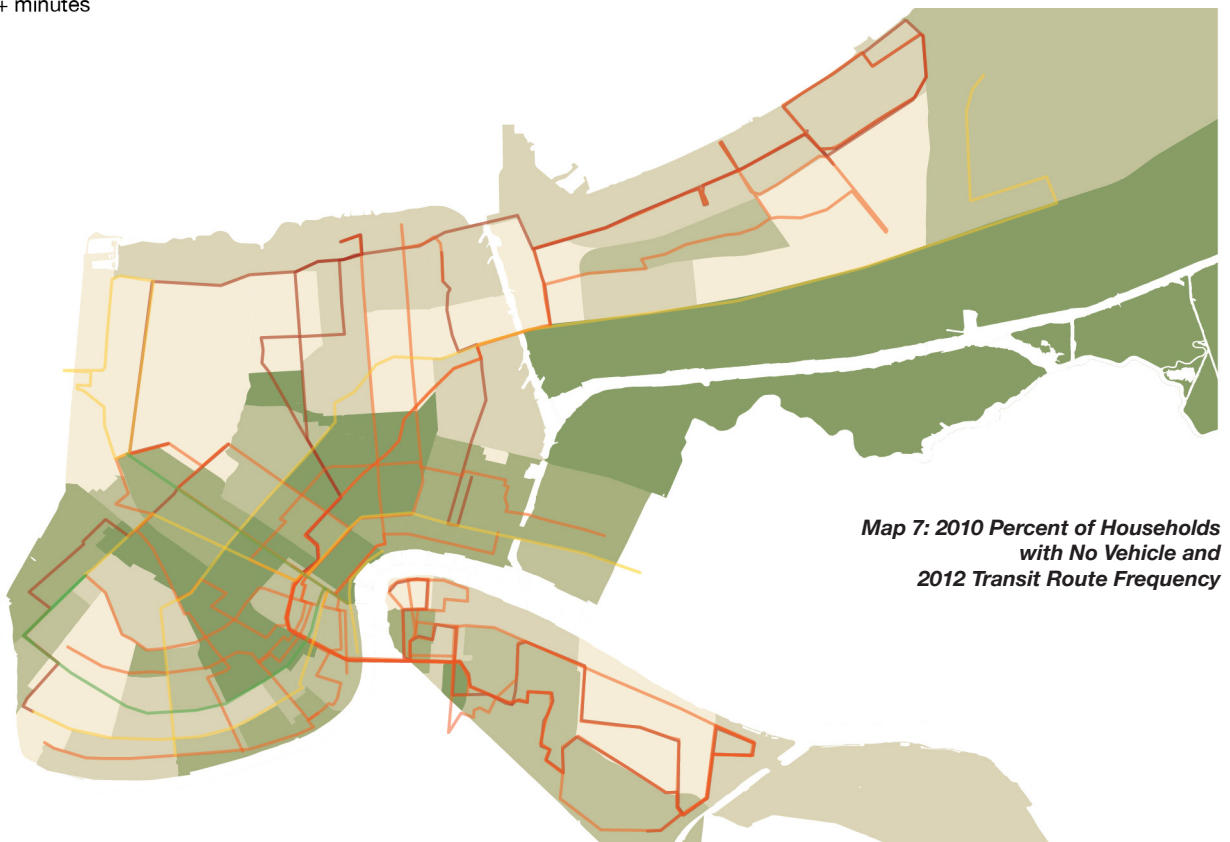 + minutes
Map 7: 2010 Percent of Households
with No Vehicle and
2012 Transit Route Frequency